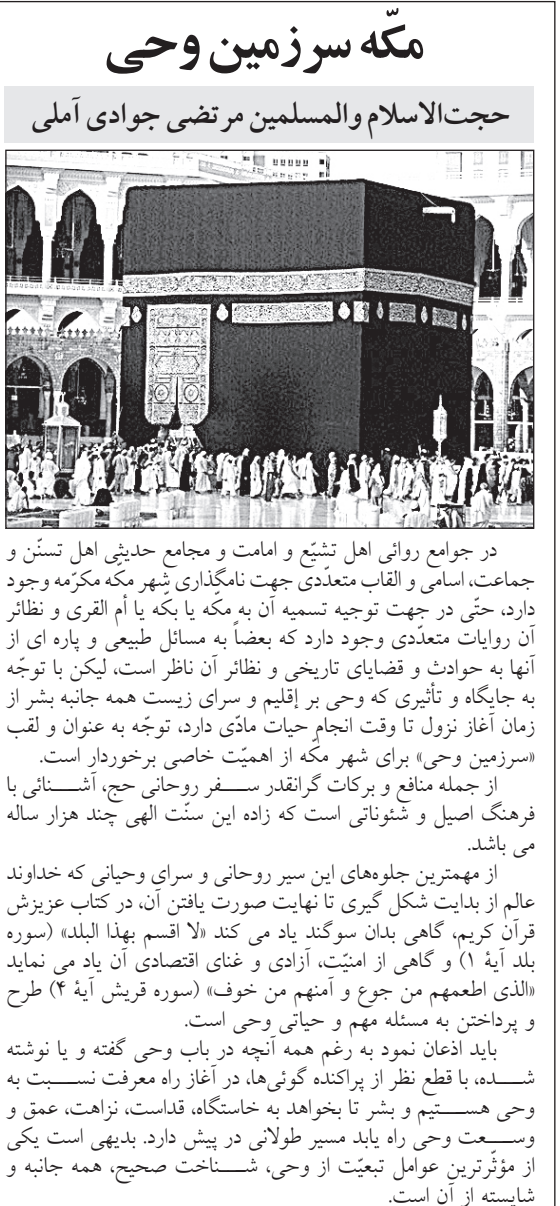 مکّه سرزمین وحی
حجت‌الاسلام والمسلمین مرتضی جوادی آملی
در جوامع روائی اهل تشیّع و امامت و مجامع حدیثی اهل تسنّن و
جماعت، اسامی و القاب متعدّدی جهت نامگذاری شهر مکّه مکرّمه وجود
دارد، حتّی در جهت توجیه تسمیه آن به مکّه یا بکّه یا أم القری و نظائر
آن روایات متعدّدی وجود دارد که بعضاً به مسائل طبیعی و پاره ای از
آنها به حوادث و قضایای تاریخی و نظائر آن ناظر است، لیکن با توجّه
به جایگاه و تأثیری که وحی بر إقلیم و سرای زیست همه جانبه بشر از
زمان آغاز نزول تا وقت انجام حیات مادّی دارد، توجّه به عنوان و لقب
«سرزمین وحی» برای شهر مکّه از اهمیّت خاصی برخوردار است.
از جمله منافع و برکات گرانقدر سفر روحانی حج، آشنائی با
فرهنگ اصیل و شئوناتی است که زاده این سنّت الهی چند هزار ساله
می باشد.
از مهمترین جلوه‌های این سیر روحانی و سرای وحیانی که خداوند
عالم از بدایت شکل گیری تا نهایت صورت یافتن آن، در کتاب عزیزش
قرآن کریم، گاهی بدان سوگند یاد می کند «لا اقسم بهذا البلد» (سوره
بلد آیۀ ۱) و گاهی از امنیّت، آزادی و غنای اقتصادی آن یاد می نماید
«الذی اطعمهم من جوع و آمنهم من خوف» (سوره قریش آیۀ ۴) طرح
و پرداختن به مسئله مهم و حیاتی وحی است.
باید اذعان نمود به رغم همه آنچه در باب وحی گفته و یا نوشته
شده، با قطع نظر از پراکنده گوئی‌ها، در آغاز راه معرفت نسبت به
وحی هستیم و بشر تا بخواهد به خاستگاه، قداست، نزاهت، عمق و
وسعت وحی راه یابد مسیر طولانی در پیش دارد. بدیهی است یکی
از مؤثّرترین عوامل تبعیّت از وحی، شناخت صحیح، همه جانبه و
شایسته از آن است.